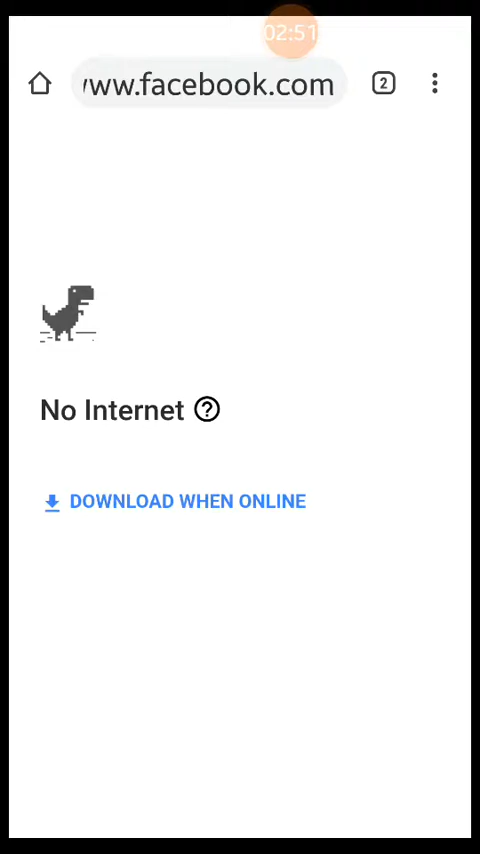 02:51
ww.facebook.com
2
No Internet
DOWNLOAD WHEN ONLINE